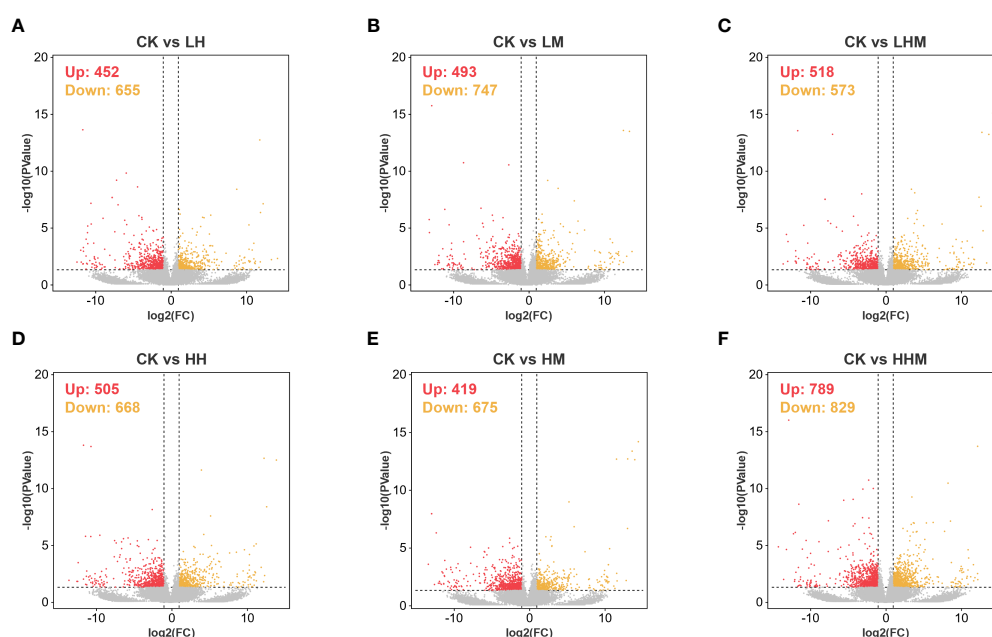 A
CK vs LH
Up: 452
Down: 655
20
15
10
5
0
-log10(PValue)
-10
0
10
log2(FC)
B
CK vs LM
Up: 493
Down: 747
20
15
10
5
0
-log10(PValue)
-10
0
10
log2(FC)
C
CK vs LHM
Up: 518
Down: 573
20
15
10
5
0
-log10(PValue)
-10
0
10
log2(FC)
D
CK vs HH
Up: 505
Down: 668
20
15
10
5
0
-log10(PValue)
-10
0
10
log2(FC)
E
CK vs HM
Up: 419
Down: 675
20
15
10
5
0
-log10(PValue)
-10
0
10
log2(FC)
F
CK vs HHM
Up: 789
Down: 829
20
15
10
5
0
-log10(PValue)
-10
0
10
log2(FC)